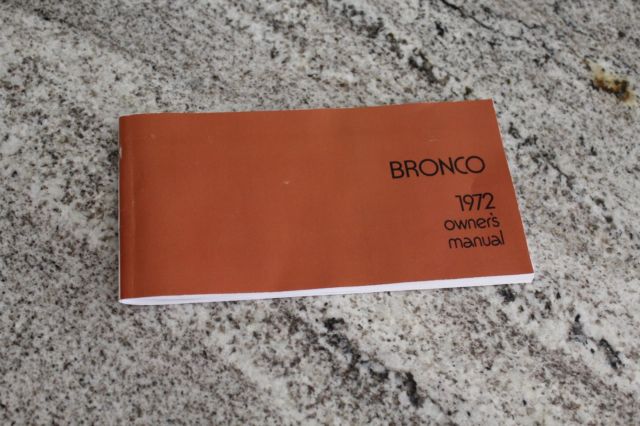 BRONCO
1972
owner's
manual